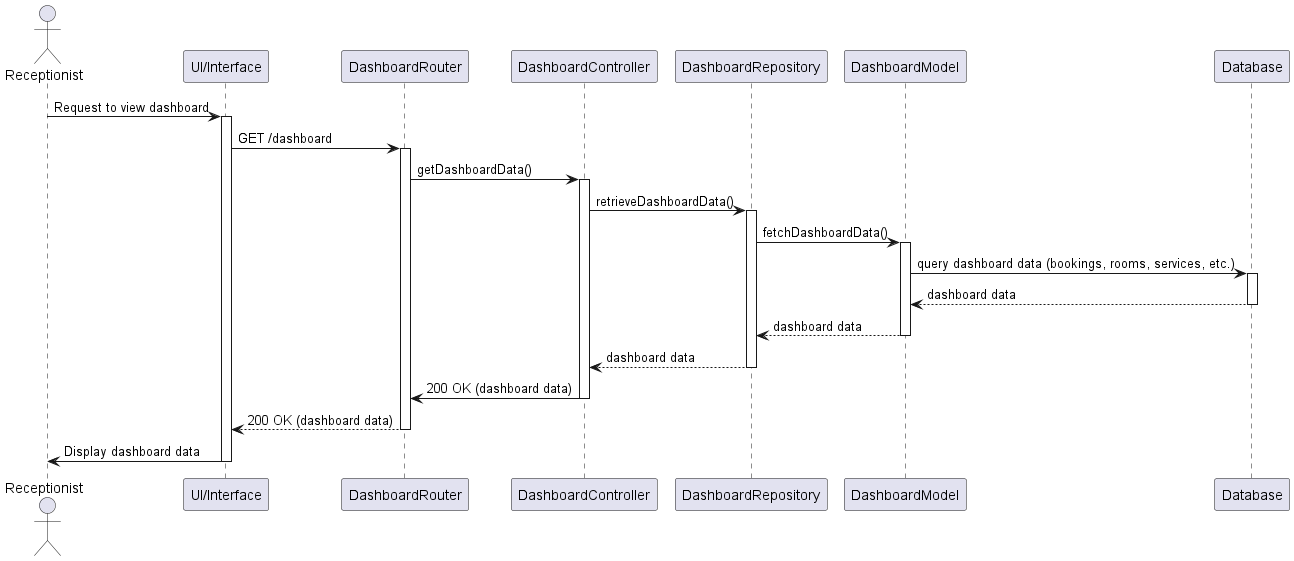 Receptionist
UI/Interface
DashboardRouter
DashboardController
DashboardRepository
DashboardModel
Database
Request to view dashboard
GET /dashboard
getDashboardData()
retrieveDashboardData()
fetchDashboardData()
query dashboard data (bookings, rooms, services, etc.)
dashboard data
dashboard data
dashboard data
200 OK (dashboard data)
200 OK (dashboard data)
Display dashboard data
Receptionist
UI/Interface
DashboardRouter
DashboardController
DashboardRepository
DashboardModel
Database